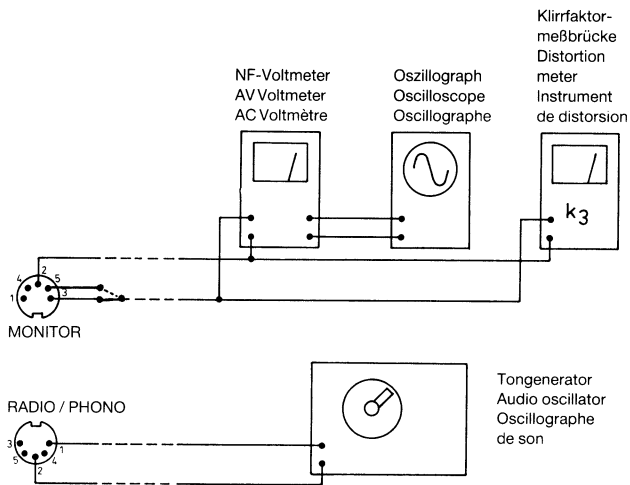 Klirrfaktor-
meßbrücke
Distortion
meter
Instrument
de distorsion
NF-Voltmeter
AV Voltmeter
AC Voltmètre
Oszillograph
Oscilloscope
Oscillographe
k3
2
4
5
1
3
MONITOR
RADIO / PHONO
3
1
5
4
2
Tongenerator
Audio oscillator
Oscillographe
de son